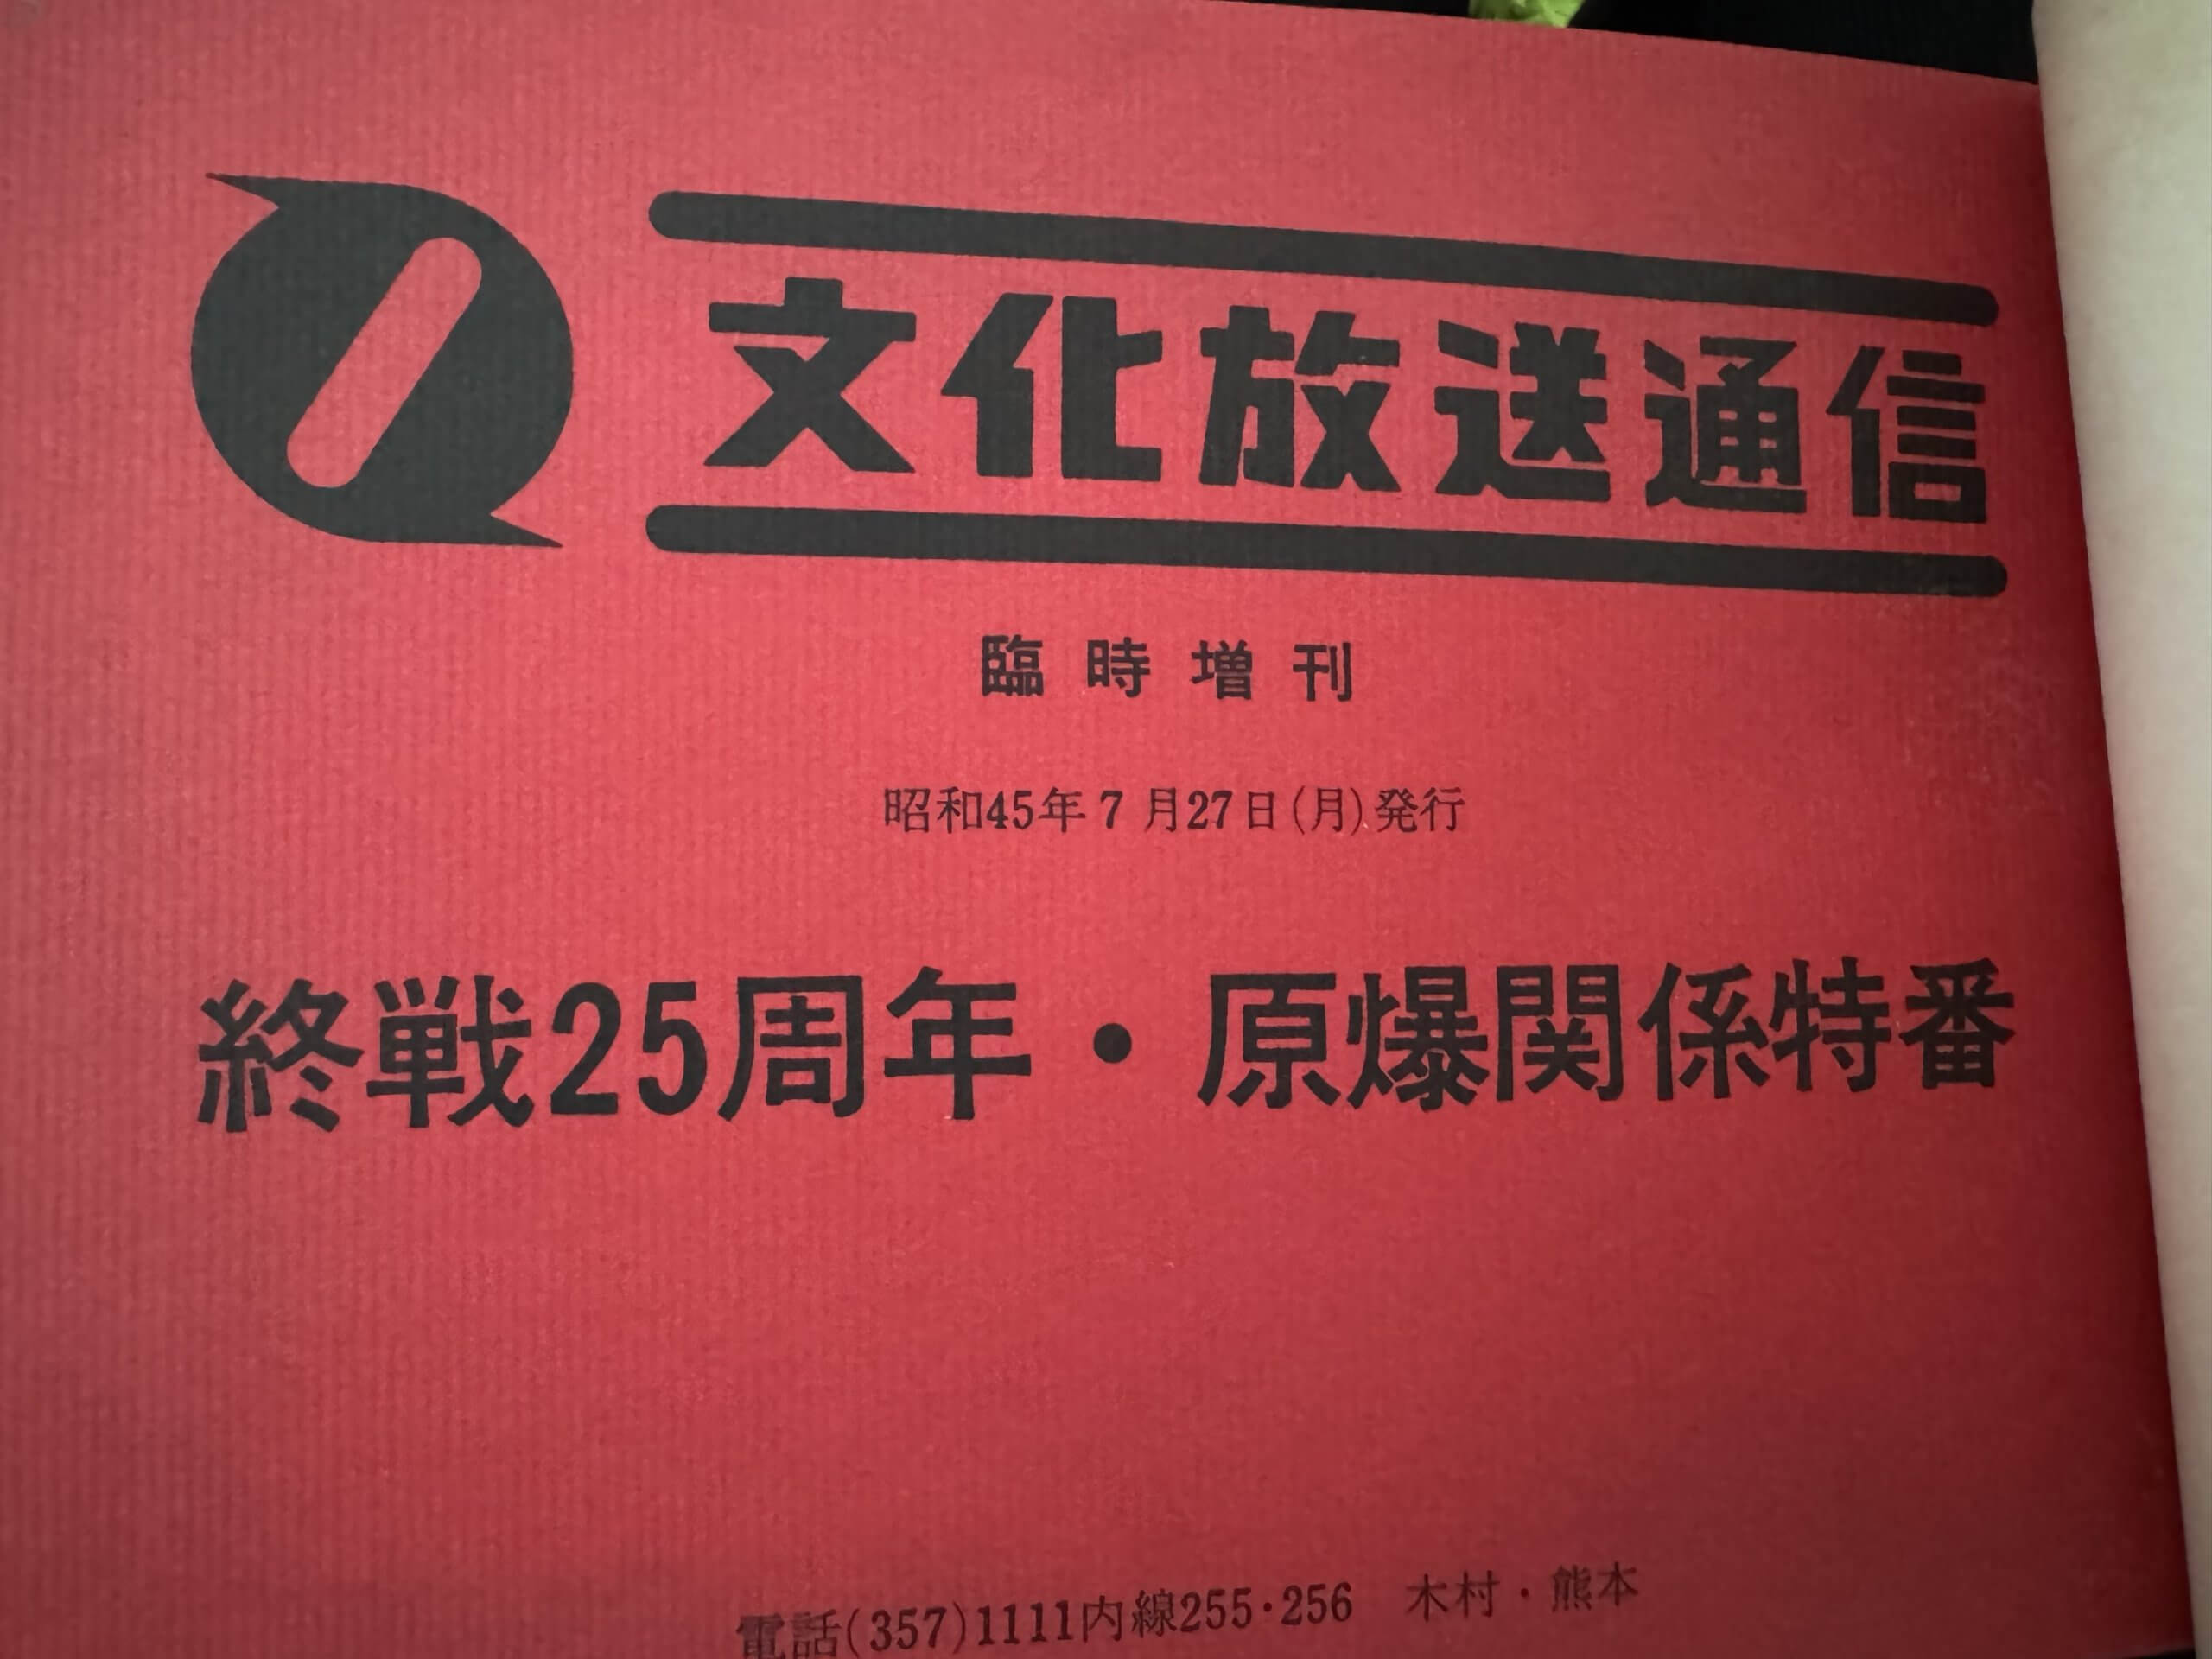 文化放送通信
臨時増刊
昭和45年7月27日(月)発行
終戦25周年・原爆関係特番
電話(357)1111内線255・256 木村・熊本